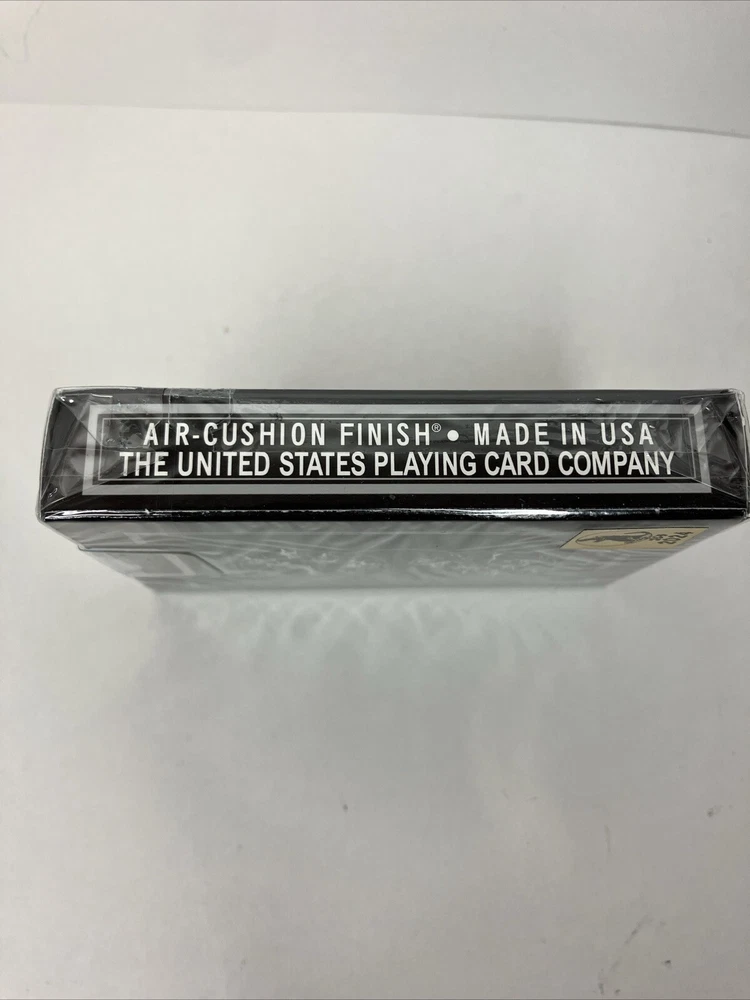 AIR-CUSHION FINISH® • MADE IN USA
THE UNITED STATES PLAYING CARD COMPANY